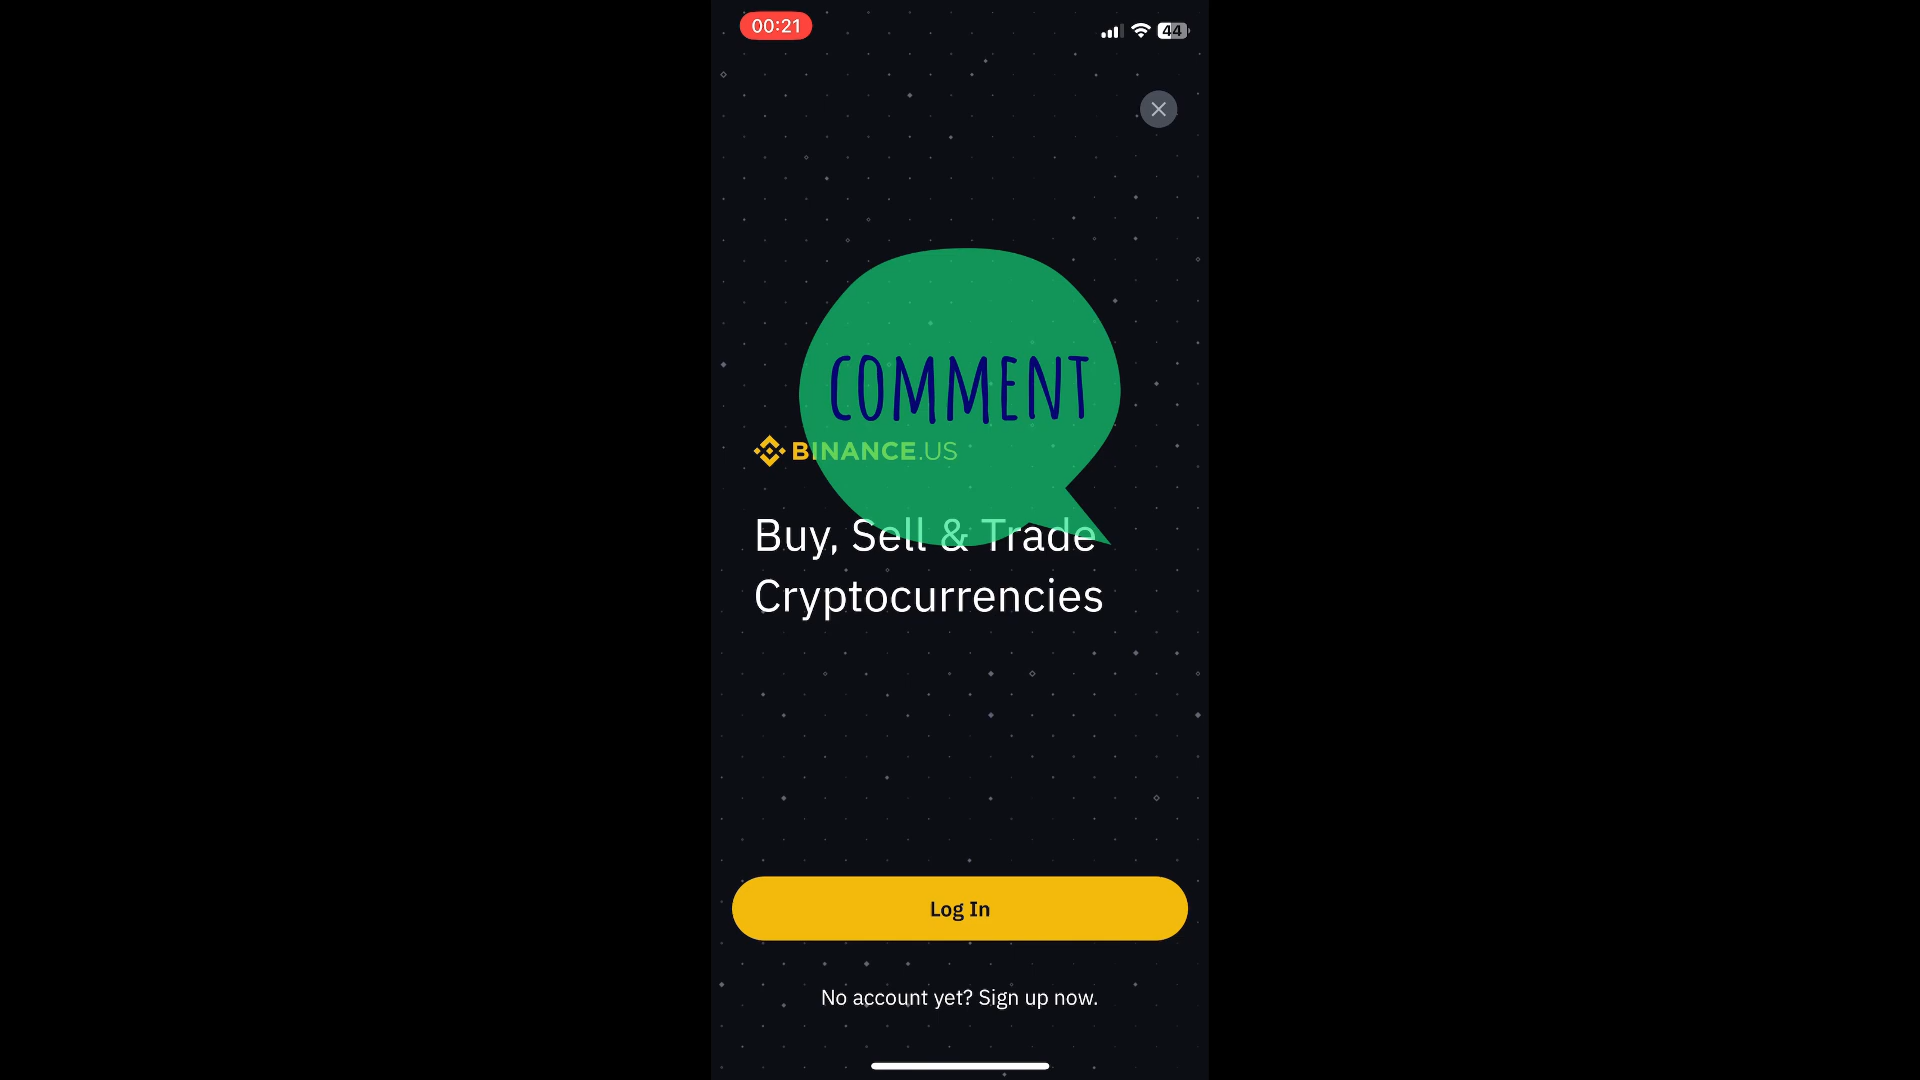 00:21
44
COMMENT
BINANCE.US
Buy, Sell & Trade
Cryptocurrencies
Log In
No account yet? Sign up now.